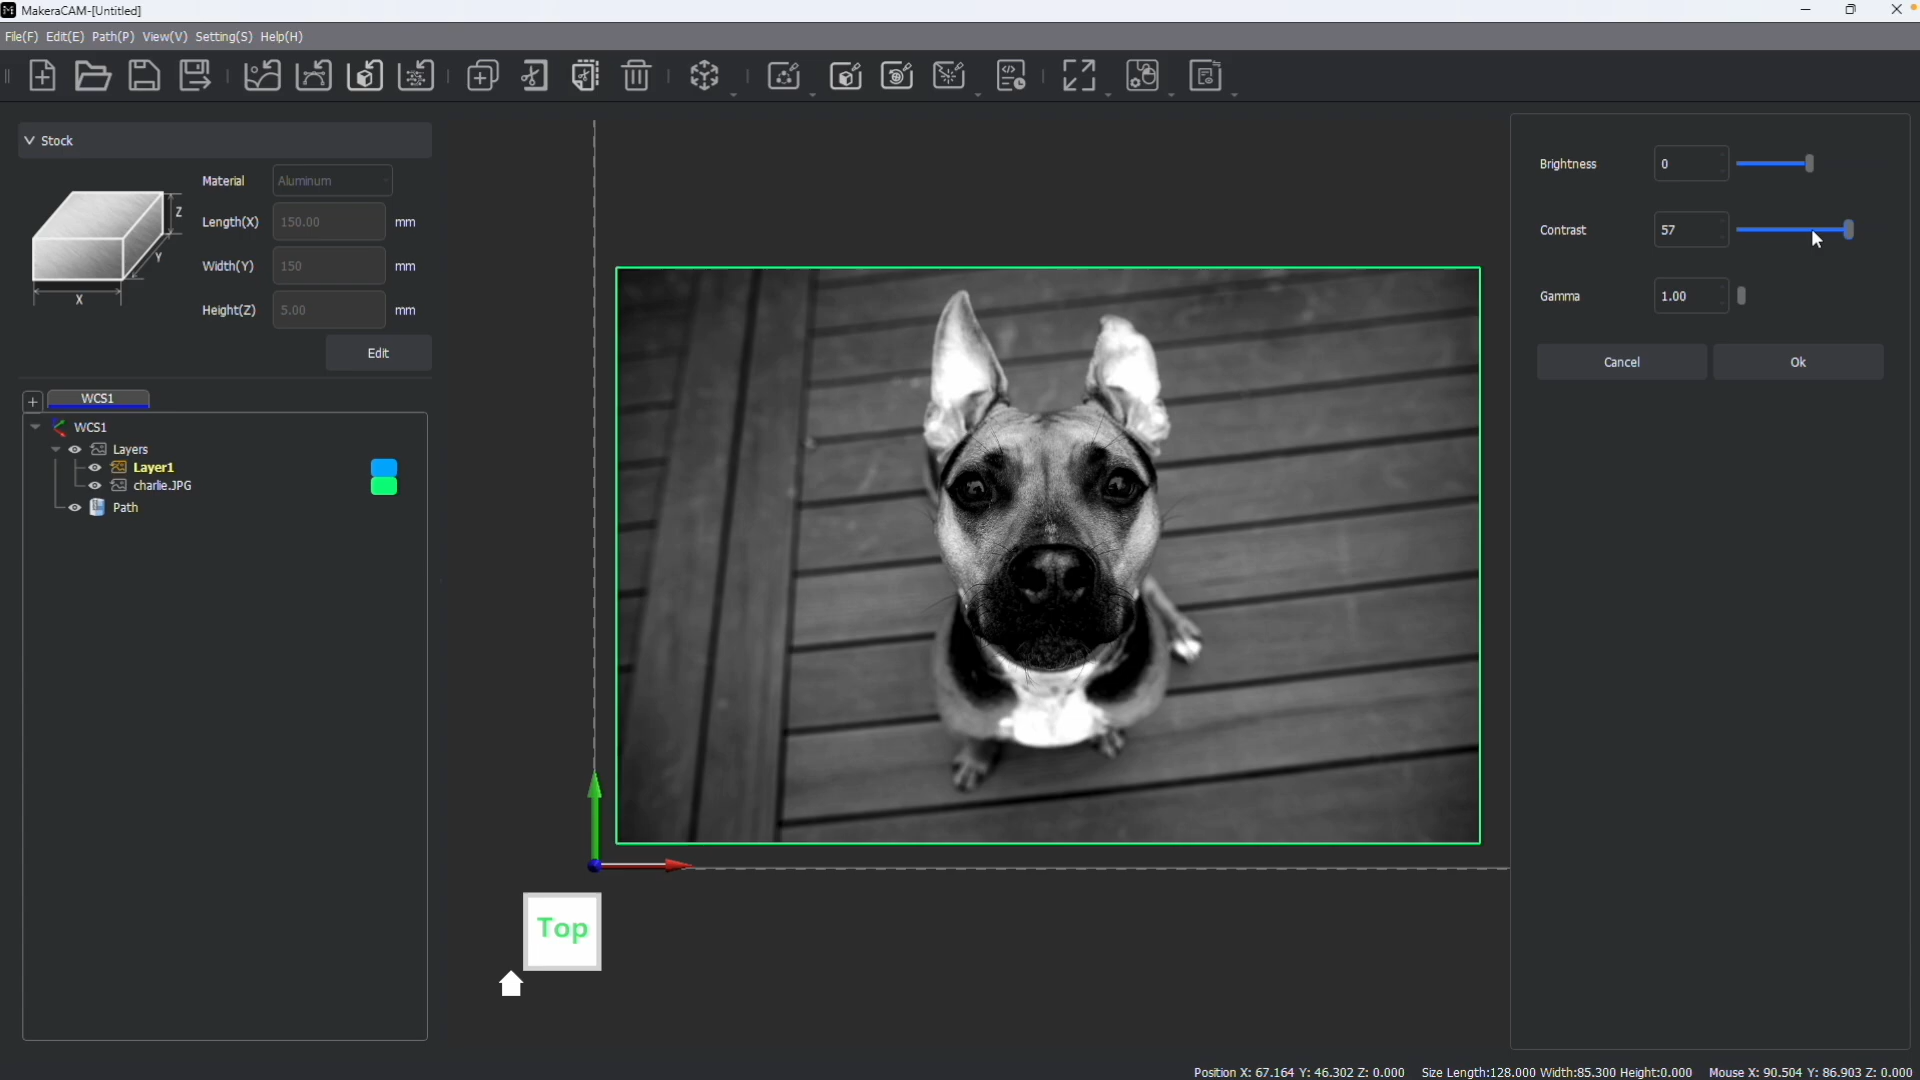 MakeraCAM-[Untitled]
File(F) Edit(E) Path(P) View(V) Setting(S) Help(H)
Stock
Material Aluminum
Length(X) 150.00 mm
Width(Y) 150 mm
Height(Z) 5.00 mm
Z
Y
X
Edit
+ WCS1
WCS1
Layers
Layer1
charlie.JPG
Path
Top
Brightness 0
Contrast 57
Gamma 1.00
Cancel Ok
Position X: 67.164 Y: 46.302 Z: 0.000 Size Length:128.000 Width:85.300 Height:0.000 Mouse X: 90.504 Y: 86.903 Z: 0.000